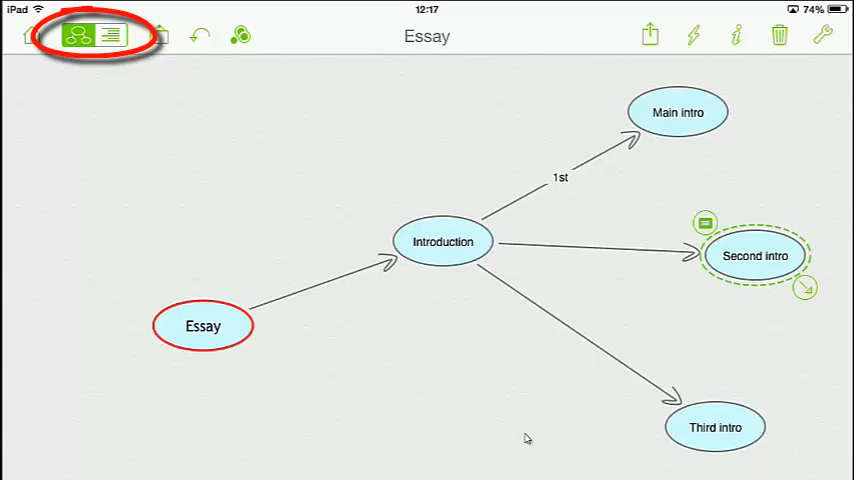 iPad 12:17 74%
Essay
Main intro
1st
Introduction
Second intro
Essay
Third intro